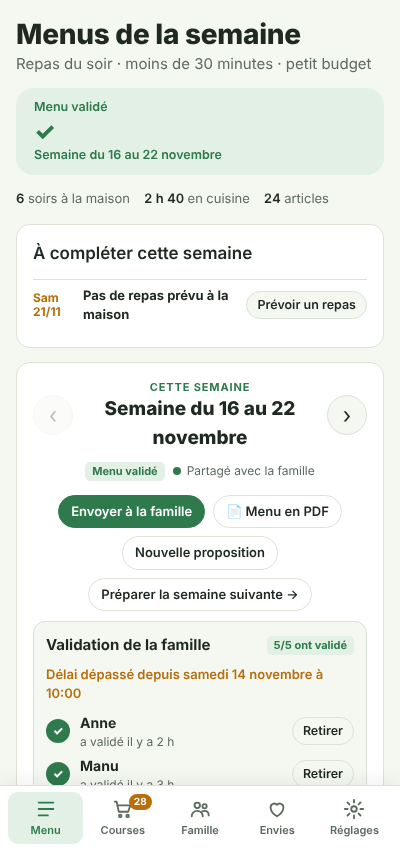 Menus de la semaine
Repas du soir · moins de 30 minutes · petit budget
Menu validé
Semaine du 16 au 22 novembre
6 soirs à la maison 2 h 40 en cuisine 24 articles
À compléter cette semaine
Sam
21/11
Pas de repas prévu à la
maison
Prévoir un repas
CETTE SEMAINE
Semaine du 16 au 22
novembre
Menu validé Partagé avec la famille
Envoyer à la famille
Menu en PDF
Nouvelle proposition
Préparer la semaine suivante →
Validation de la famille 5/5 ont validé
Délai dépassé depuis samedi 14 novembre à
10:00
Anne
a validé il y a 2 h
Retirer
Manu
a validé il y a 3 h
Retirer
28
Menu Courses Famille Envies Réglages